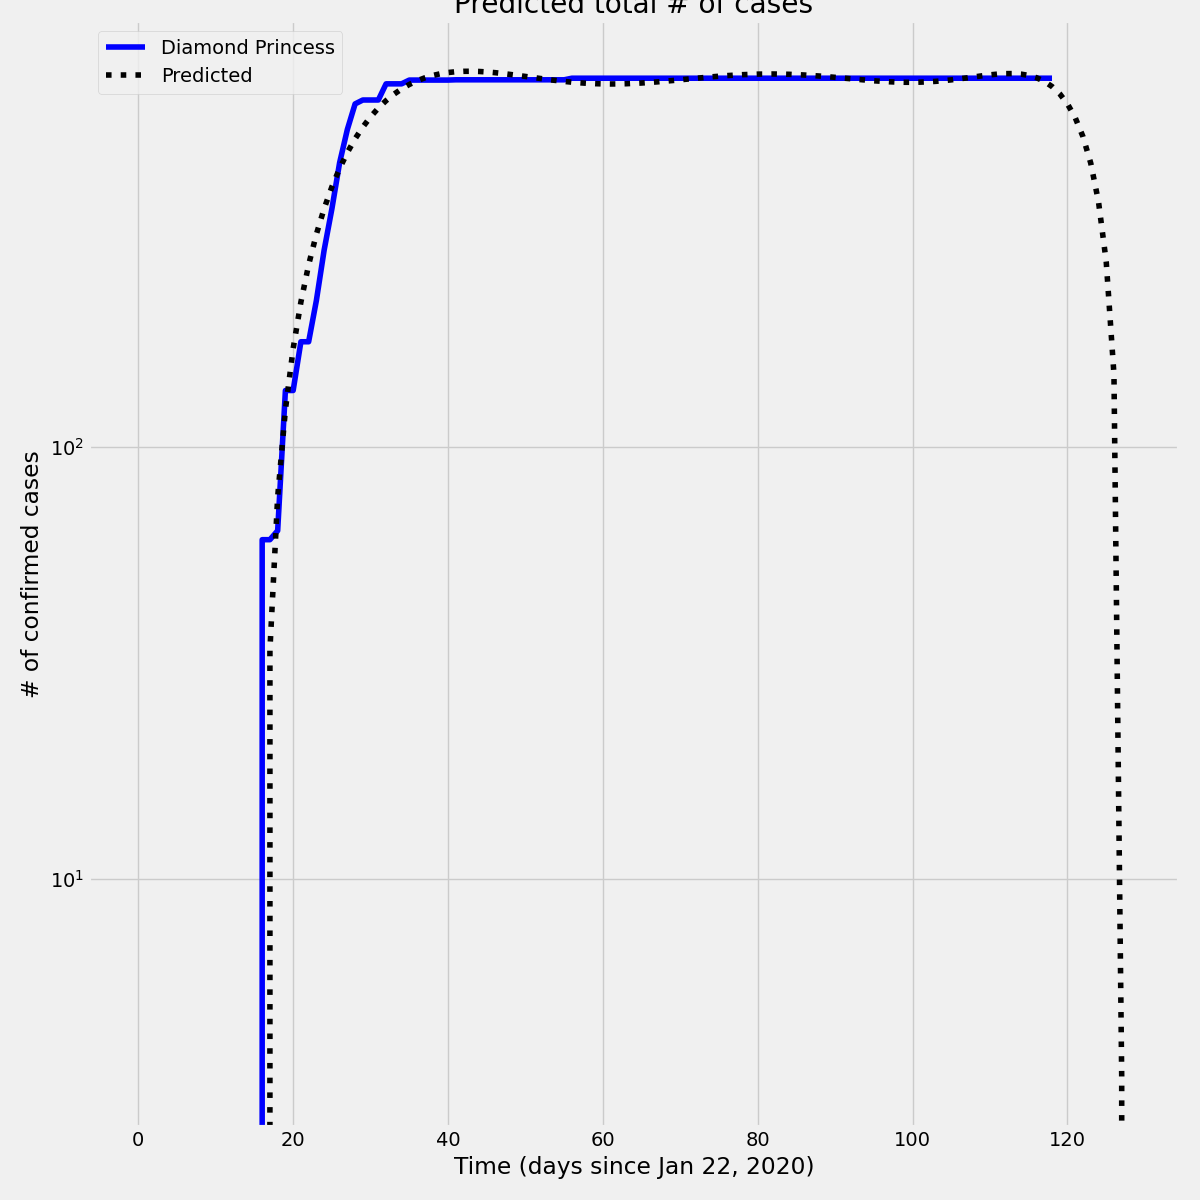 Predicted total # of cases
Diamond Princess
Predicted
# of confirmed cases
10²
10¹
0 20 40 60 80 100 120
Time (days since Jan 22, 2020)